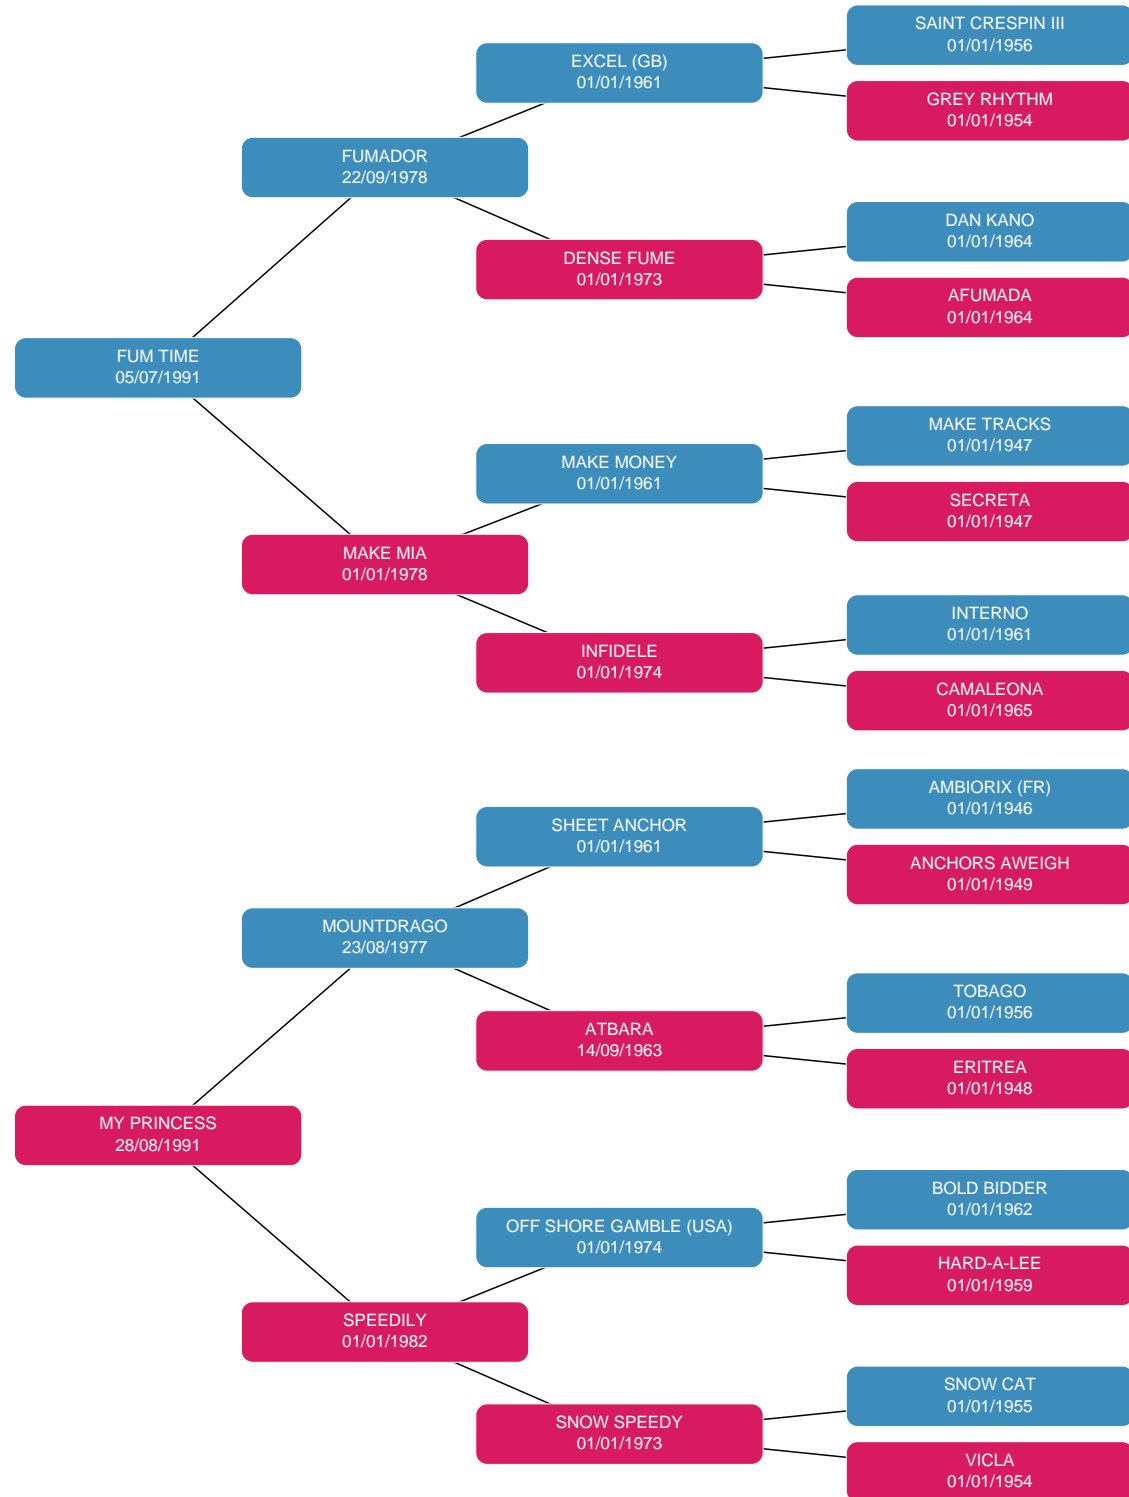 SAINT CRESPIN III
01/01/1956
EXCEL (GB)
01/01/1961
GREY RHYTHM
01/01/1954
FUMADOR
22/09/1978
DAN KANO
01/01/1964
DENSE FUME
01/01/1973
AFUMADA
01/01/1964
FUM TIME
05/07/1991
MAKE TRACKS
01/01/1947
MAKE MONEY
01/01/1961
SECRETA
01/01/1947
MAKE MIA
01/01/1978
INTERNO
01/01/1961
INFIDELE
01/01/1974
CAMALEONA
01/01/1965
AMBIORIX (FR)
01/01/1946
SHEET ANCHOR
01/01/1961
ANCHORS AWEIGH
01/01/1949
MOUNTDRAGO
23/08/1977
TOBAGO
01/01/1956
ATBARA
14/09/1963
ERITREA
01/01/1948
MY PRINCESS
28/08/1991
BOLD BIDDER
01/01/1962
OFF SHORE GAMBLE (USA)
01/01/1974
HARD-A-LEE
01/01/1959
SPEEDILY
01/01/1982
SNOW CAT
01/01/1955
SNOW SPEEDY
01/01/1973
VICLA
01/01/1954